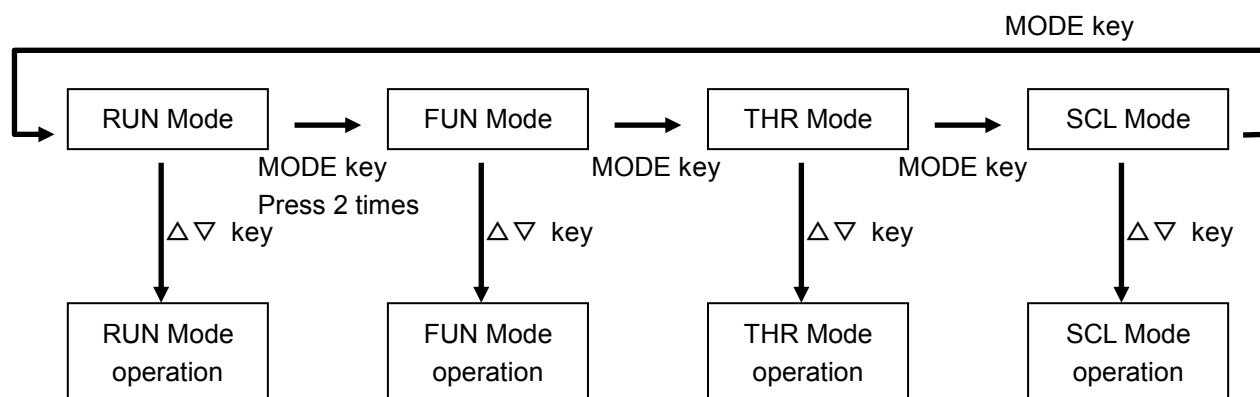 MODE key
RUN Mode
FUN Mode
THR Mode
SCL Mode
MODE key
Press 2 times
MODE key
MODE key
△▽ key
△▽ key
△▽ key
△▽ key
RUN Mode
operation
FUN Mode
operation
THR Mode
operation
SCL Mode
operation